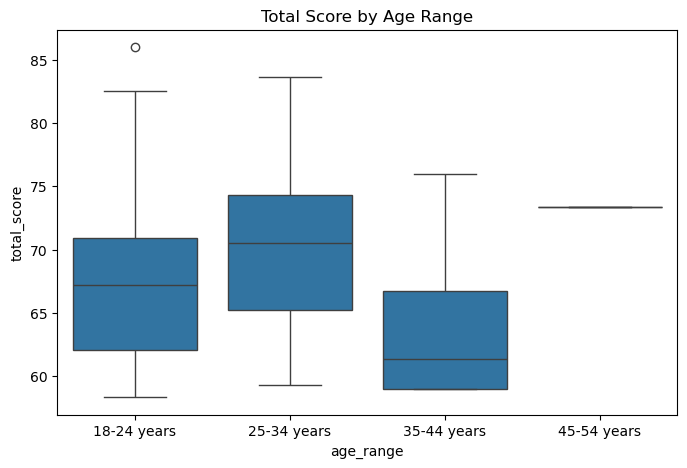 Total Score by Age Range
total_score
85
80
75
70
65
60
18-24 years
25-34 years
35-44 years
45-54 years
age_range